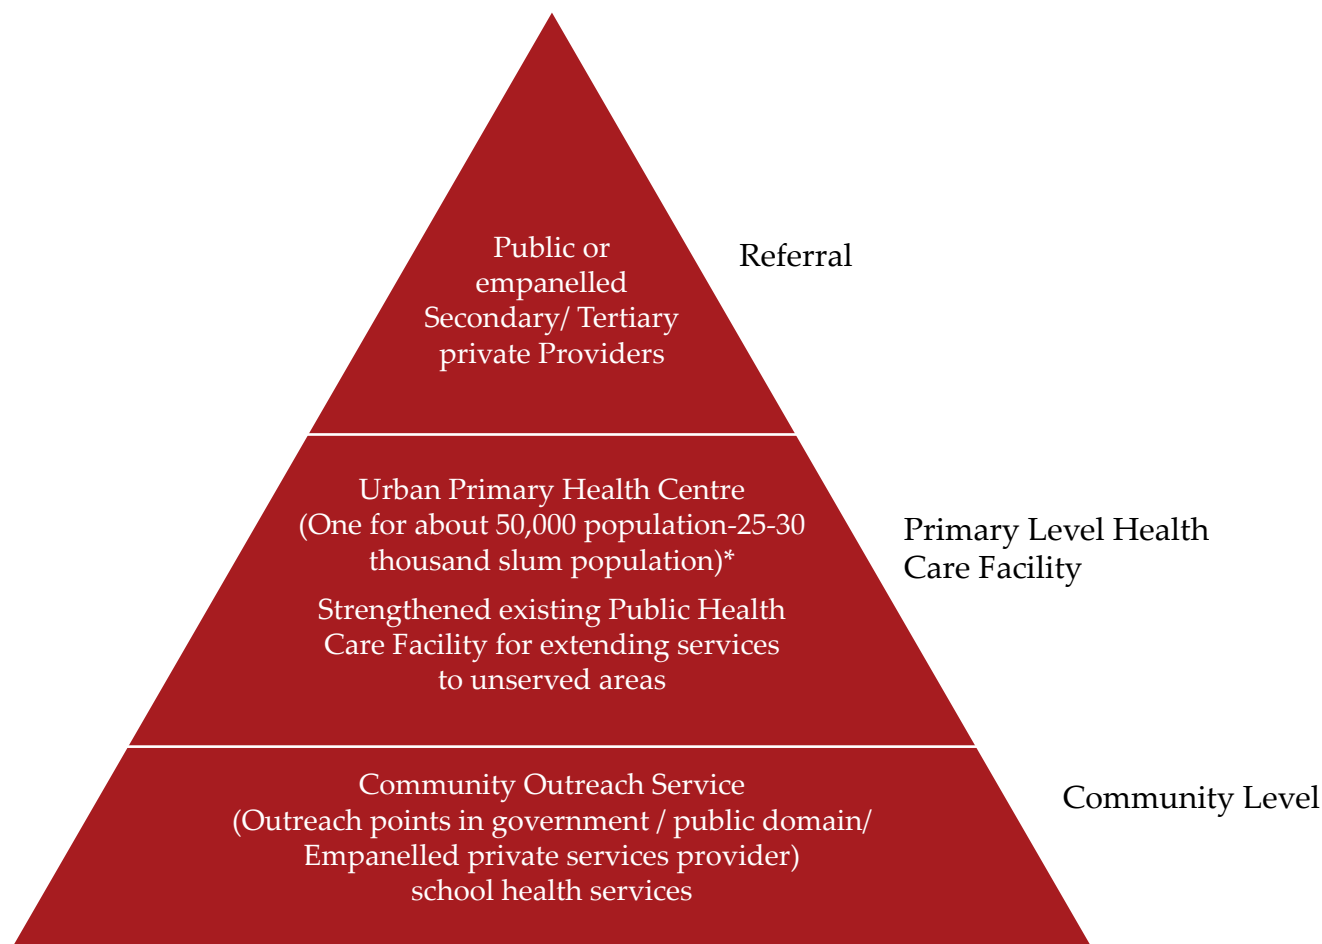 Public or
empanelled
Secondary/ Tertiary
private Providers
Referral
Urban Primary Health Centre
(One for about 50,000 population-25-30
thousand slum population)*
Strengthened existing Public Health
Care Facility for extending services
to unserved areas
Primary Level Health
Care Facility
Community Outreach Service
(Outreach points in government / public domain/
Empanelled private services provider)
school health services
Community Level